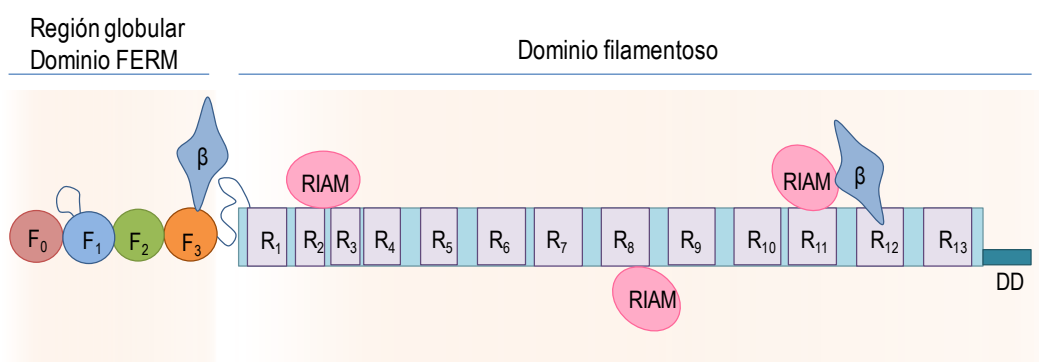 Región globular
Dominio FERM
Dominio filamentoso
β
β
RIAM
RIAM
F0 F1 F2 F3
R1 R2 R3 R4 R5 R6 R7 R8 R9 R10 R11 R12 R13
DD
RIAM